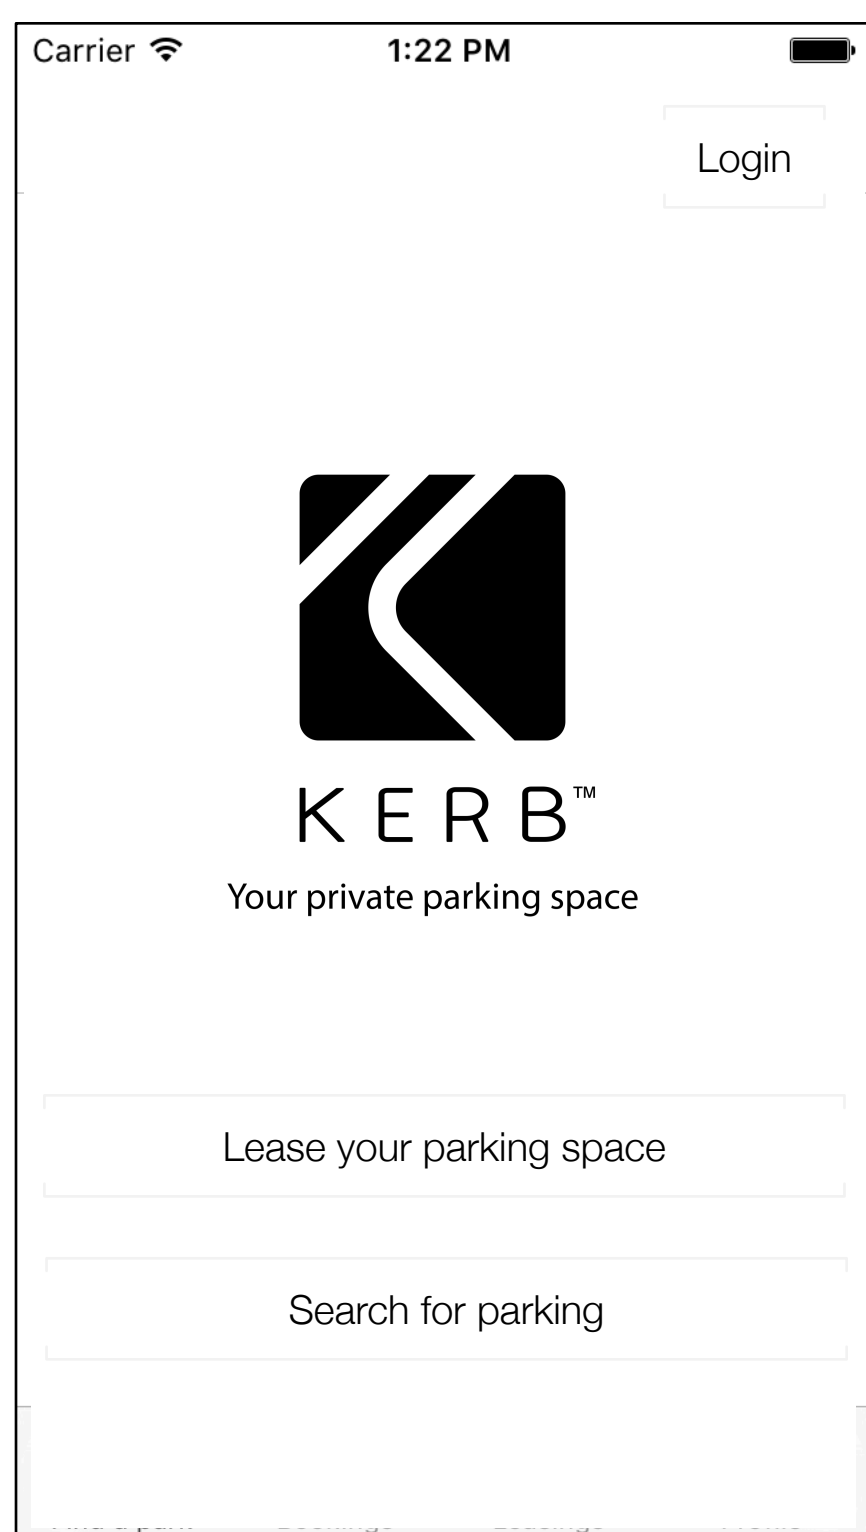 Carrier 1:22 PM
Login
KERB™
Your private parking space
Lease your parking space
Search for parking